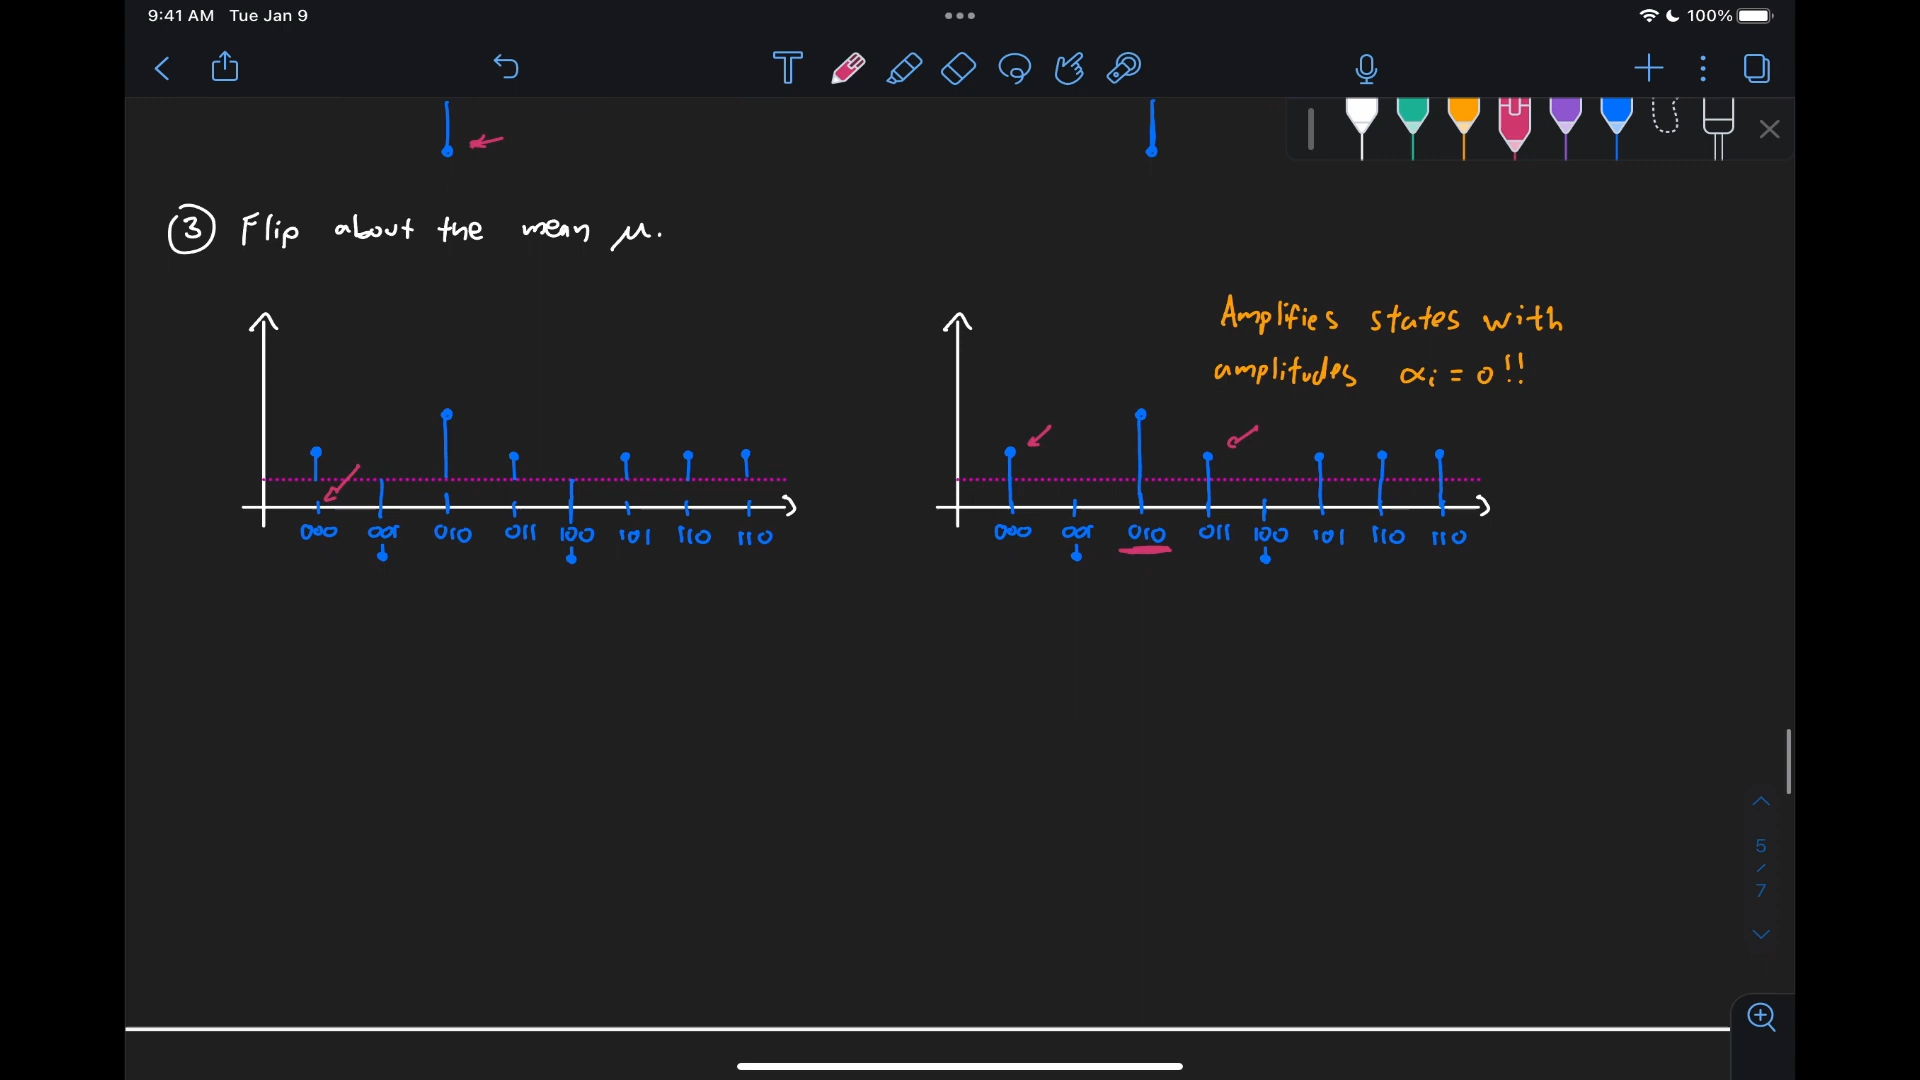 9:41 AM Tue Jan 9
100%
③ Flip about the mean μ.
Amplifies states with
amplitudes αi = 0!!
000 001 010 011 100 101 110 110
000 001 010 011 100 101 110 110
5
/
7